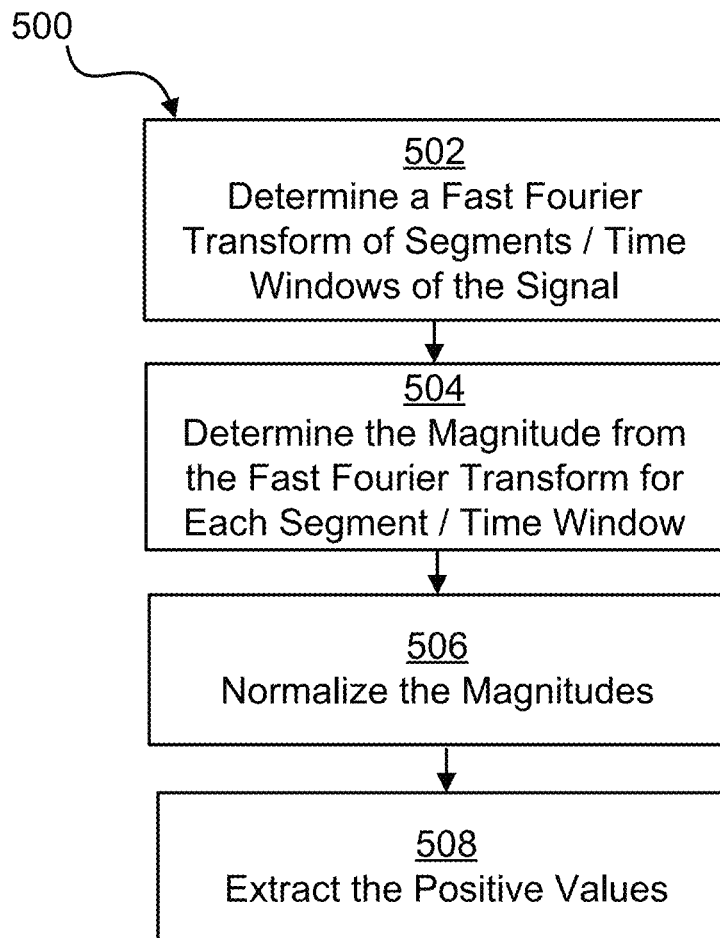 500
502
Determine a Fast Fourier
Transform of Segments / Time
Windows of the Signal
504
Determine the Magnitude from
the Fast Fourier Transform for
Each Segment / Time Window
506
Normalize the Magnitudes
508
Extract the Positive Values